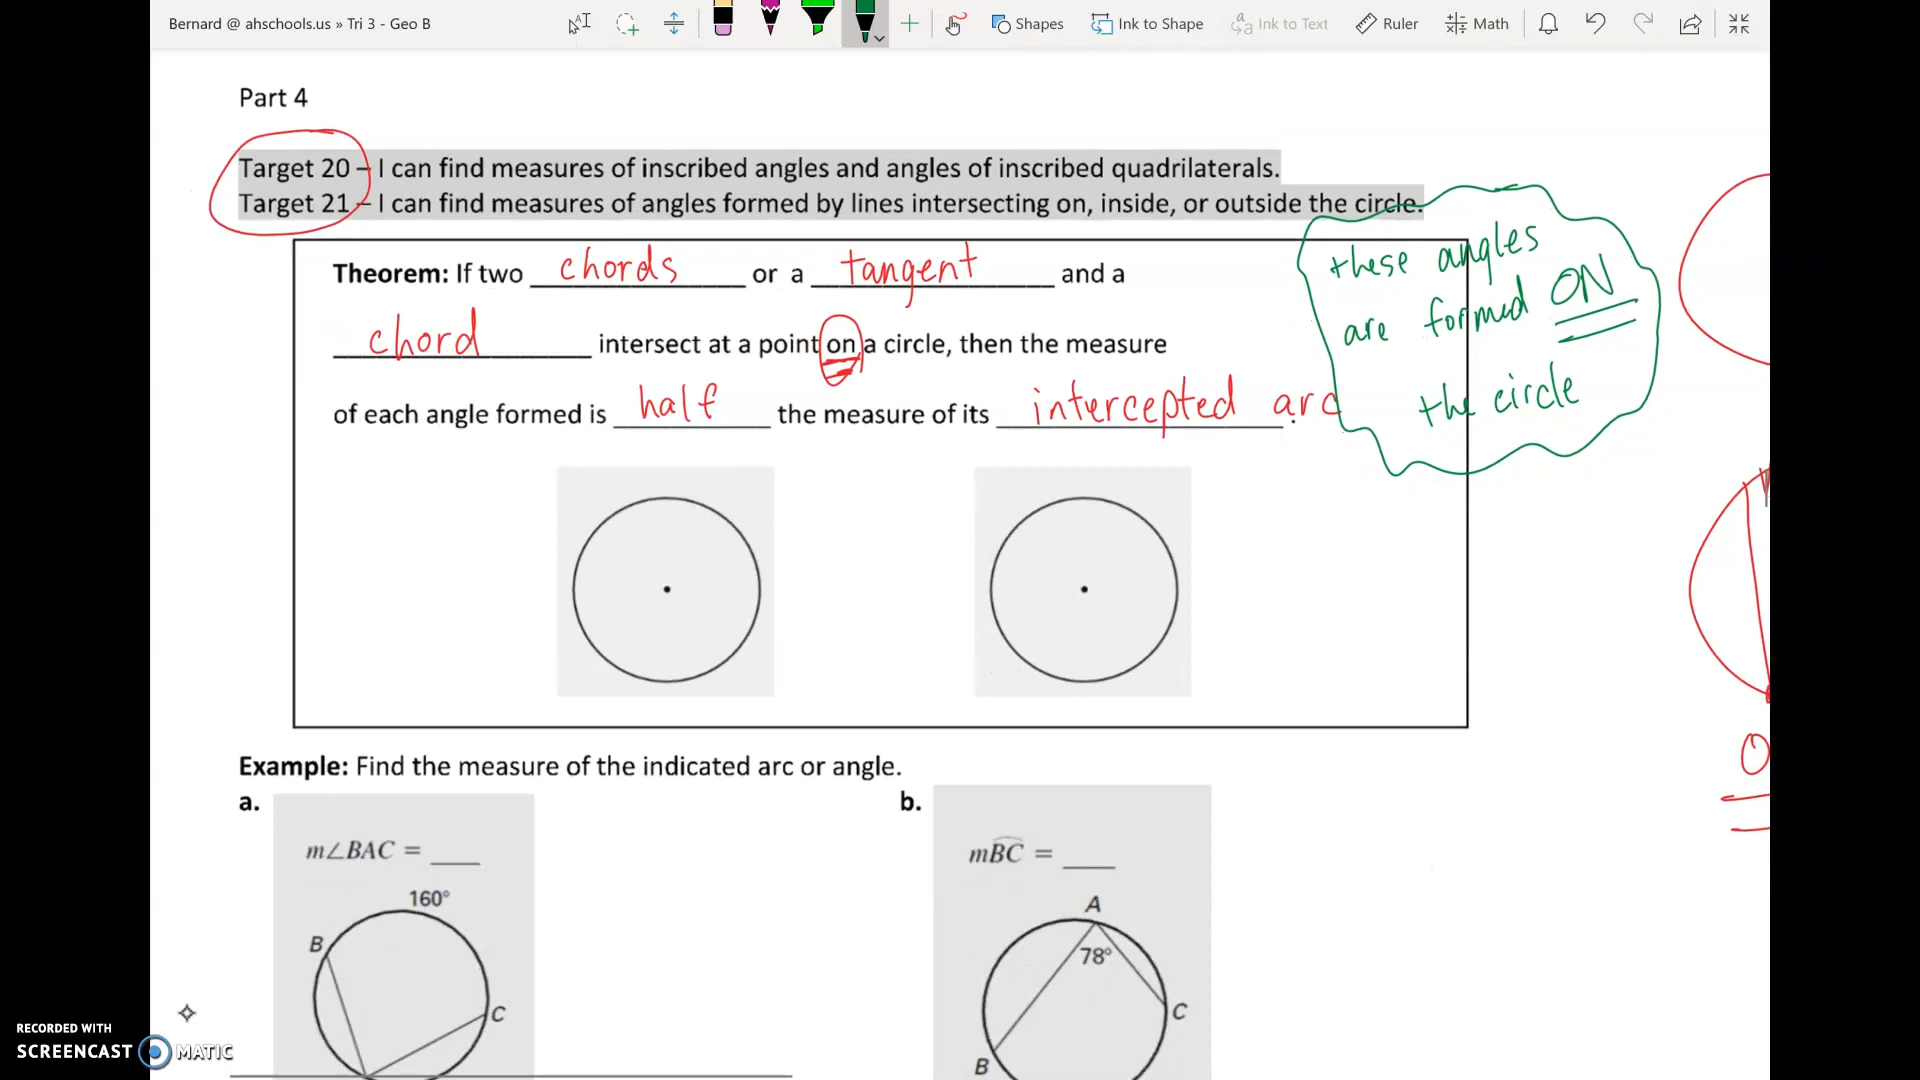 Bernard @ ahschools.us » Tri 3 - Geo B
Shapes
Ink to Shape
Ink to Text
Ruler
Math
Part 4
Target 20 – I can find measures of inscribed angles and angles of inscribed quadrilaterals.
Target 21 – I can find measures of angles formed by lines intersecting on, inside, or outside the circle.
Theorem: If two chords or a tangent and a
chord intersect at a point on a circle, then the measure
of each angle formed is half the measure of its intercepted arc.
these angles
are formed ON
the circle
Example: Find the measure of the indicated arc or angle.
a.
m∠BAC = ____
160°
B
C
b.
mBC = ____
A
78°
C
B
RECORDED WITH
SCREENCAST MATIC